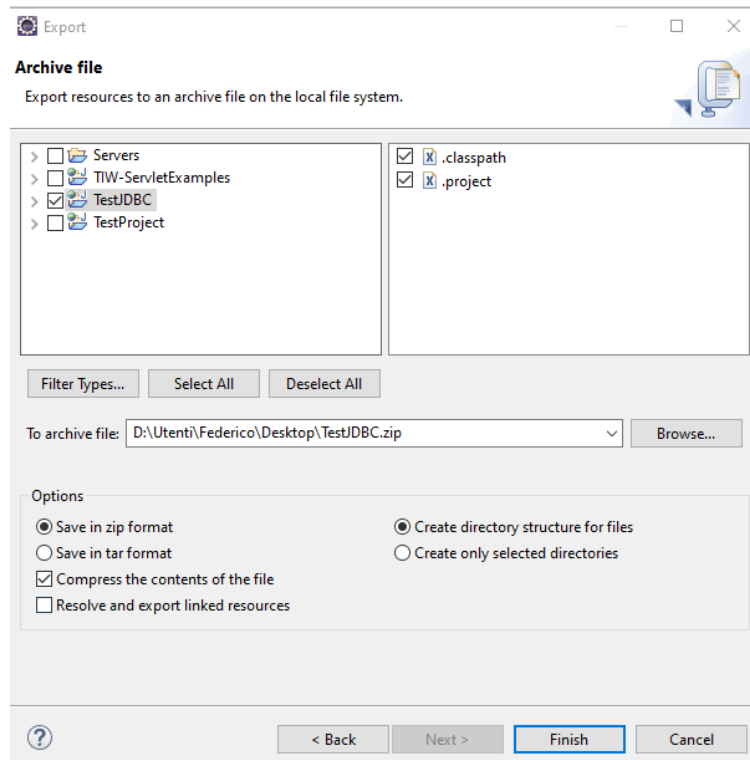 Export
Archive file
Export resources to an archive file on the local file system.
Servers
TIW-ServletExamples
TestJDBC
TestProject
.classpath
.project
Filter Types...
Select All
Deselect All
To archive file:
D:\Utenti\Federico\Desktop\TestJDBC.zip
Browse...
Options
Save in zip format
Create directory structure for files
Save in tar format
Create only selected directories
Compress the contents of the file
Resolve and export linked resources
?
< Back
Next >
Finish
Cancel